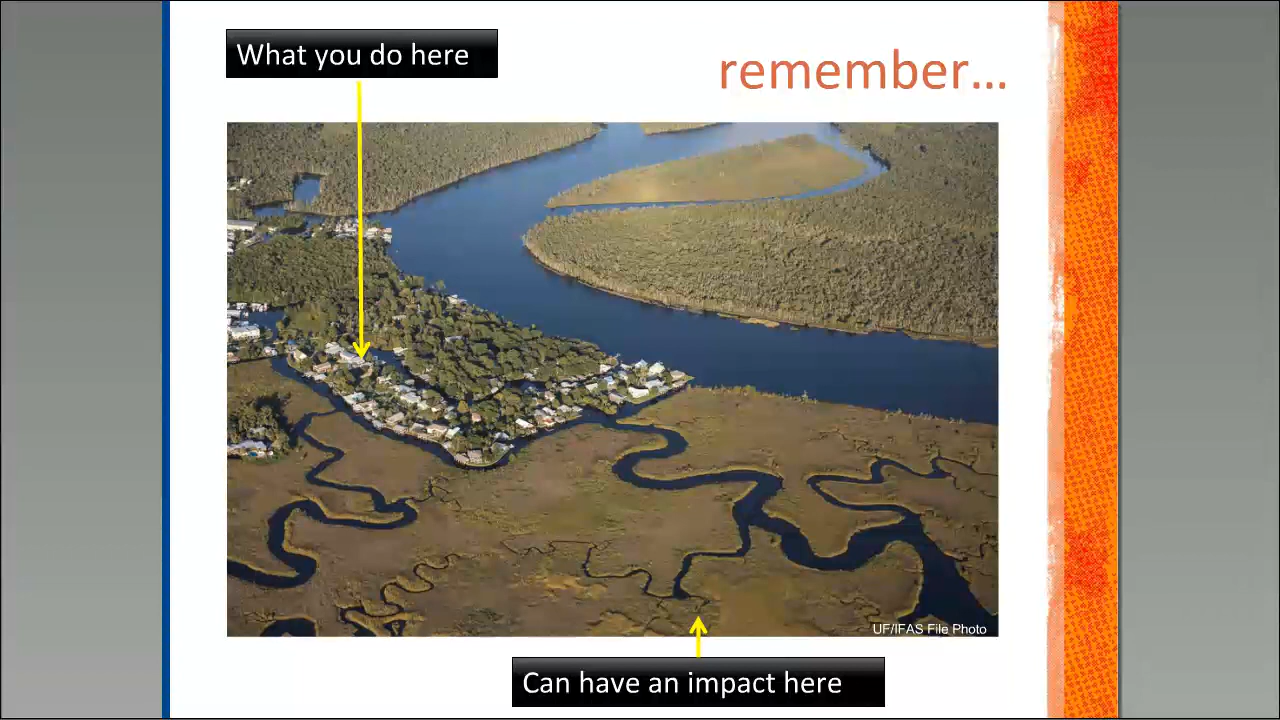 What you do here
remember…
UF/IFAS File Photo
Can have an impact here